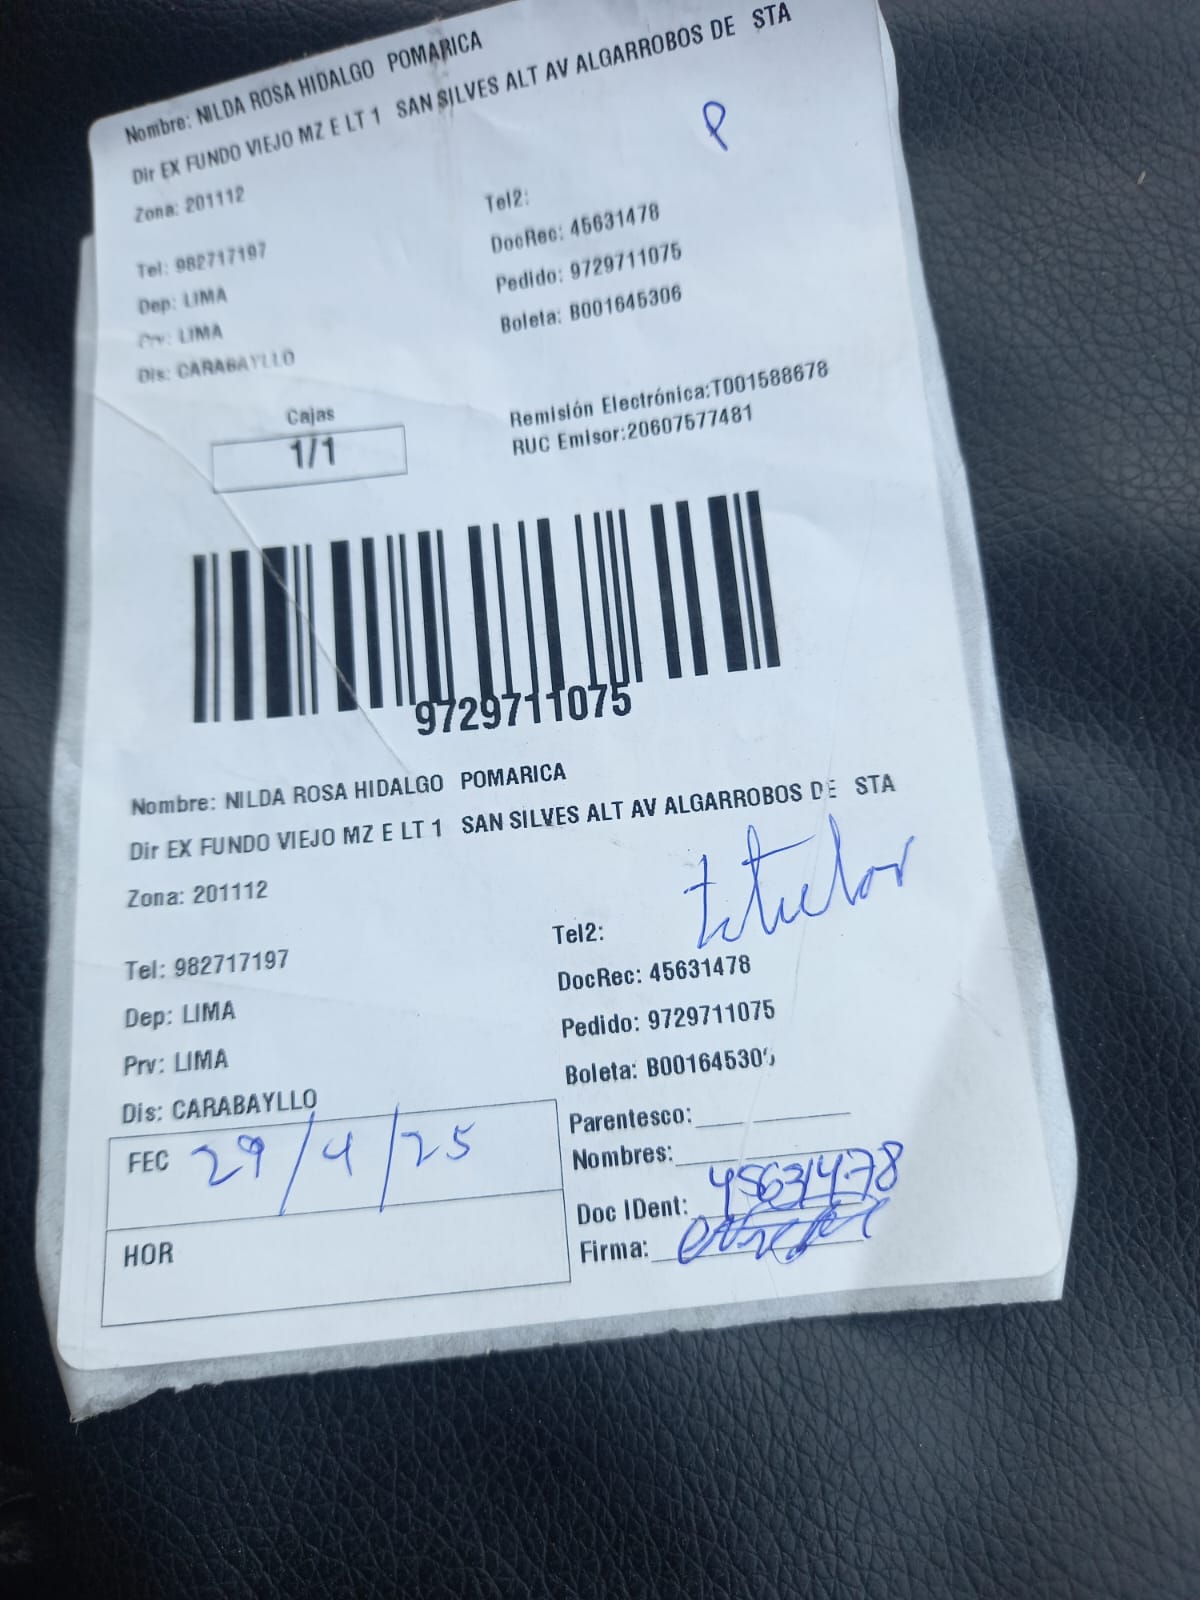 Nombre: NILDA ROSA HIDALGO POMARICA
Dir EX FUNDO VIEJO MZ E LT 1 SAN SILVES ALT AV ALGARROBOS DE STA
P
Zona: 201112
Tel2:
Tel: 982717197
DocRec: 45631478
Dep: LIMA
Pedido: 9729711075
Prv: LIMA
Boleta: B001645306
Dis: CARABAYLLO
Cajas
1/1
Remisión Electrónica:T001588678
RUC Emisor:20607577481
9729711075
Nombre: NILDA ROSA HIDALGO POMARICA
Dir EX FUNDO VIEJO MZ E LT 1 SAN SILVES ALT AV ALGARROBOS DE STA
Zona: 201112
titular
Tel2:
Tel: 982717197
DocRec: 45631478
Dep: LIMA
Pedido: 9729711075
Prv: LIMA
Boleta: B001645306
Dis: CARABAYLLO
Parentesco:
FEC 29/4/25
Nombres:
Doc IDent: 45631478
HOR
Firma: